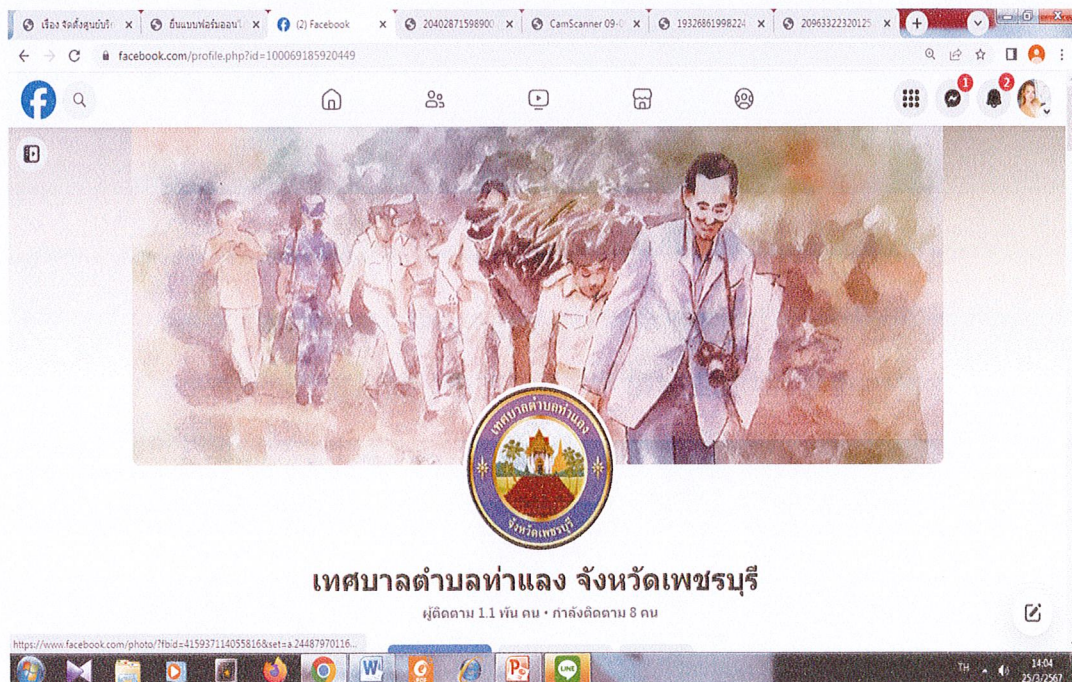 เรื่อง จัดตั้งศูนย์บริ
ยื่นแบบฟอร์มออนไ
(2) Facebook
20402871598900
CamScanner 09-0
19326861998224
20963322320125
facebook.com/profile.php?id=100069185920449
1
2
เทศบาลตำบลท่าแลง
จังหวัดเพชรบุรี
เทศบาลตำบลท่าแลง จังหวัดเพชรบุรี
ผู้ติดตาม 1.1 พัน คน • กำลังติดตาม 8 คน
https://www.facebook.com/photo/?fbid=415937114055816&set=a.24487970116...
LINE
TH
14:04
25/3/2567